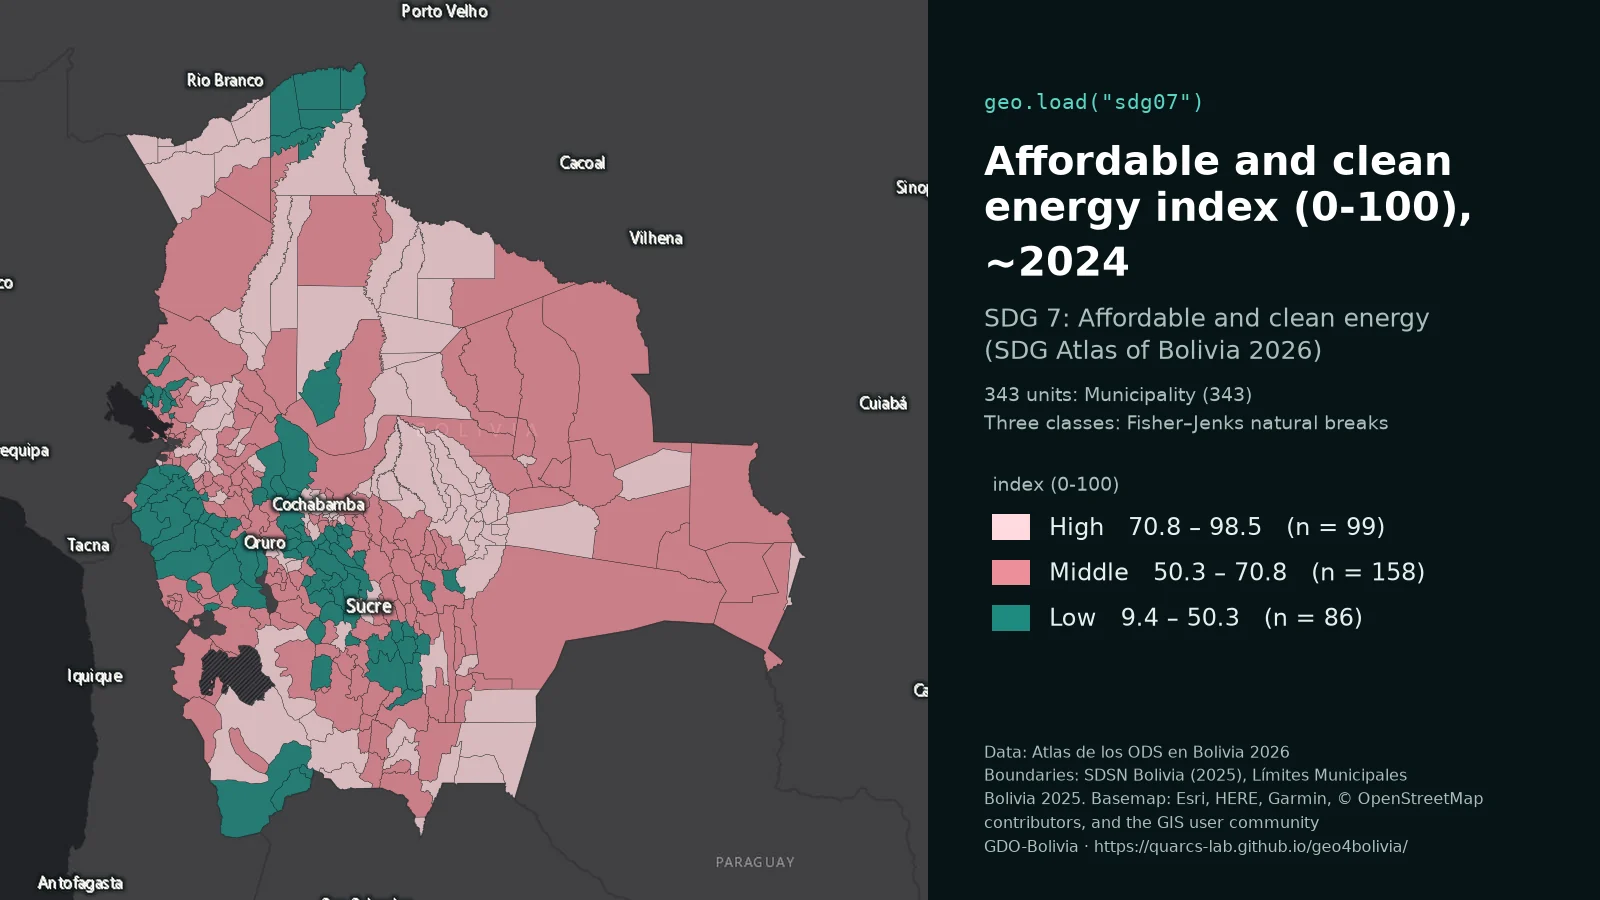 Porto Velho
Rio Branco
Cacoal
Vilhena
Cuiabá
BOLIVIA
Cochabamba
Tacna
Oruro
Sucre
Iquique
PARAGUAY
Antofagasta
geo.load("sdg07")
Affordable and clean
energy index (0-100),
~2024
SDG 7: Affordable and clean energy
(SDG Atlas of Bolivia 2026)
343 units: Municipality (343)
Three classes: Fisher–Jenks natural breaks
index (0-100)
High 70.8 – 98.5 (n = 99)
Middle 50.3 – 70.8 (n = 158)
Low 9.4 – 50.3 (n = 86)
Data: Atlas de los ODS en Bolivia 2026
Boundaries: SDSN Bolivia (2025), Límites Municipales
Bolivia 2025. Basemap: Esri, HERE, Garmin, © OpenStreetMap
contributors, and the GIS user community
GDO-Bolivia · https://quarcs-lab.github.io/geo4bolivia/